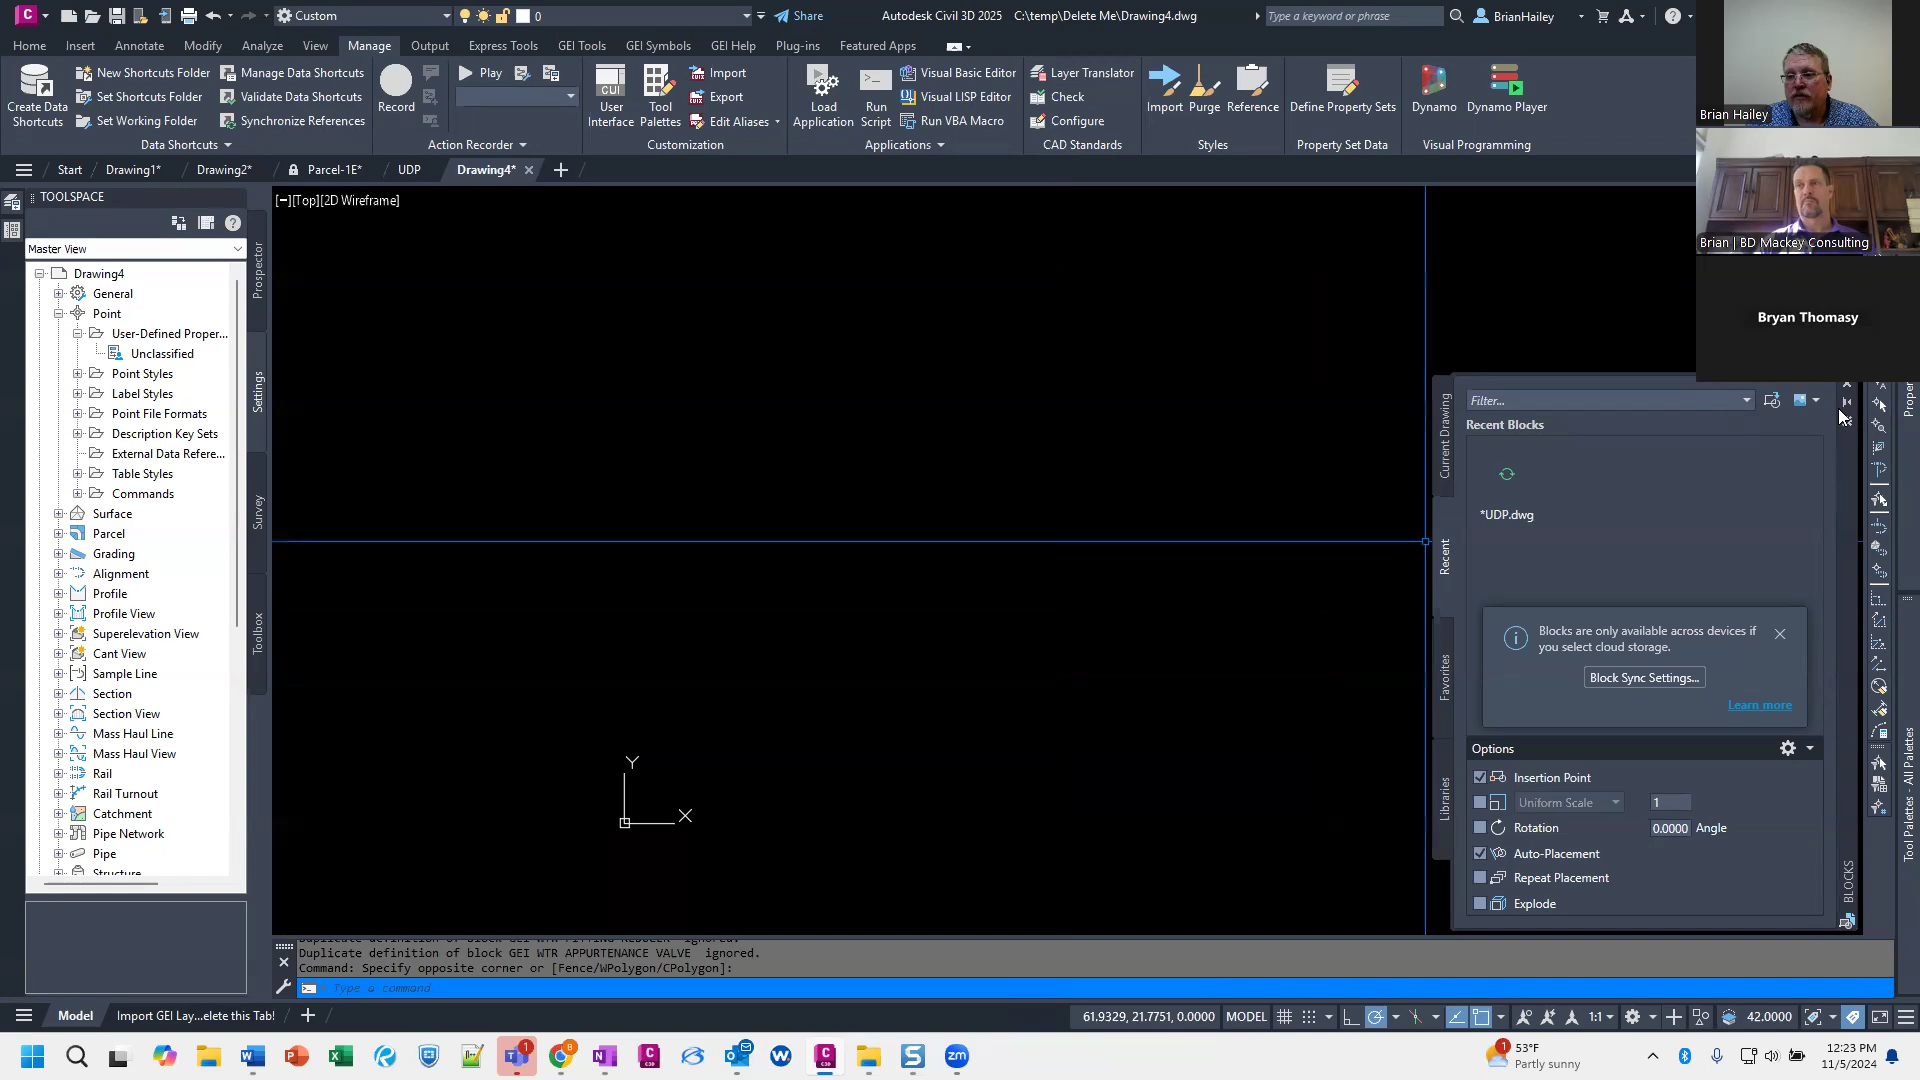 Custom
0
Share
Autodesk Civil 3D 2025 C:\temp\Delete Me\Drawing4.dwg
Type a keyword or phrase
BrianHailey
Home Insert Annotate Modify Analyze View Manage Output Express Tools GEI Tools GEI Symbols GEI Help Plug-ins Featured Apps
Create Data Shortcuts
New Shortcuts Folder
Set Shortcuts Folder
Set Working Folder
Manage Data Shortcuts
Validate Data Shortcuts
Synchronize References
Data Shortcuts
Record
Play
Action Recorder
CUI
User Interface
Tool Palettes
Import
Export
Edit Aliases
Customization
Load Application
Run Script
Visual Basic Editor
Visual LISP Editor
Run VBA Macro
Applications
Layer Translator
Check
Configure
CAD Standards
Import Purge Reference
Styles
Define Property Sets
Property Set Data
Dynamo Dynamo Player
Visual Programming
Brian Hailey
Brian | BD Mackey Consulting
Bryan Thomasy
Start Drawing1* Drawing2* Parcel-1E* UDP Drawing4*
TOOLSPACE
Master View
Drawing4
General
Point
User-Defined Proper...
Unclassified
Point Styles
Label Styles
Point File Formats
Description Key Sets
External Data Refere...
Table Styles
Commands
Surface
Parcel
Grading
Alignment
Profile
Profile View
Superelevation View
Cant View
Sample Line
Section
Section View
Mass Haul Line
Mass Haul View
Rail
Rail Turnout
Catchment
Pipe Network
Pipe
Structure
Prospector
Settings
Survey
Toolbox
[−][Top][2D Wireframe]
Y
X
Filter...
Recent Blocks
*UDP.dwg
Blocks are only available across devices if
you select cloud storage.
Block Sync Settings...
Learn more
Options
Insertion Point
Uniform Scale 1
Rotation 0.0000 Angle
Auto-Placement
Repeat Placement
Explode
Current Drawing
Recent
Favorites
Libraries
BLOCKS
Proper
Tool Palettes - All Palettes
Duplicate definition of block GEI WTR FITTING REDUCER ignored.
Duplicate definition of block GEI WTR APPURTENANCE VALVE ignored.
Command: Specify opposite corner or [Fence/WPolygon/CPolygon]:
Type a command
Model Import GEI Lay...elete this Tab!
61.9329, 21.7751, 0.0000 MODEL
1:1
42.0000
53°F
Partly sunny
12:23 PM
11/5/2024